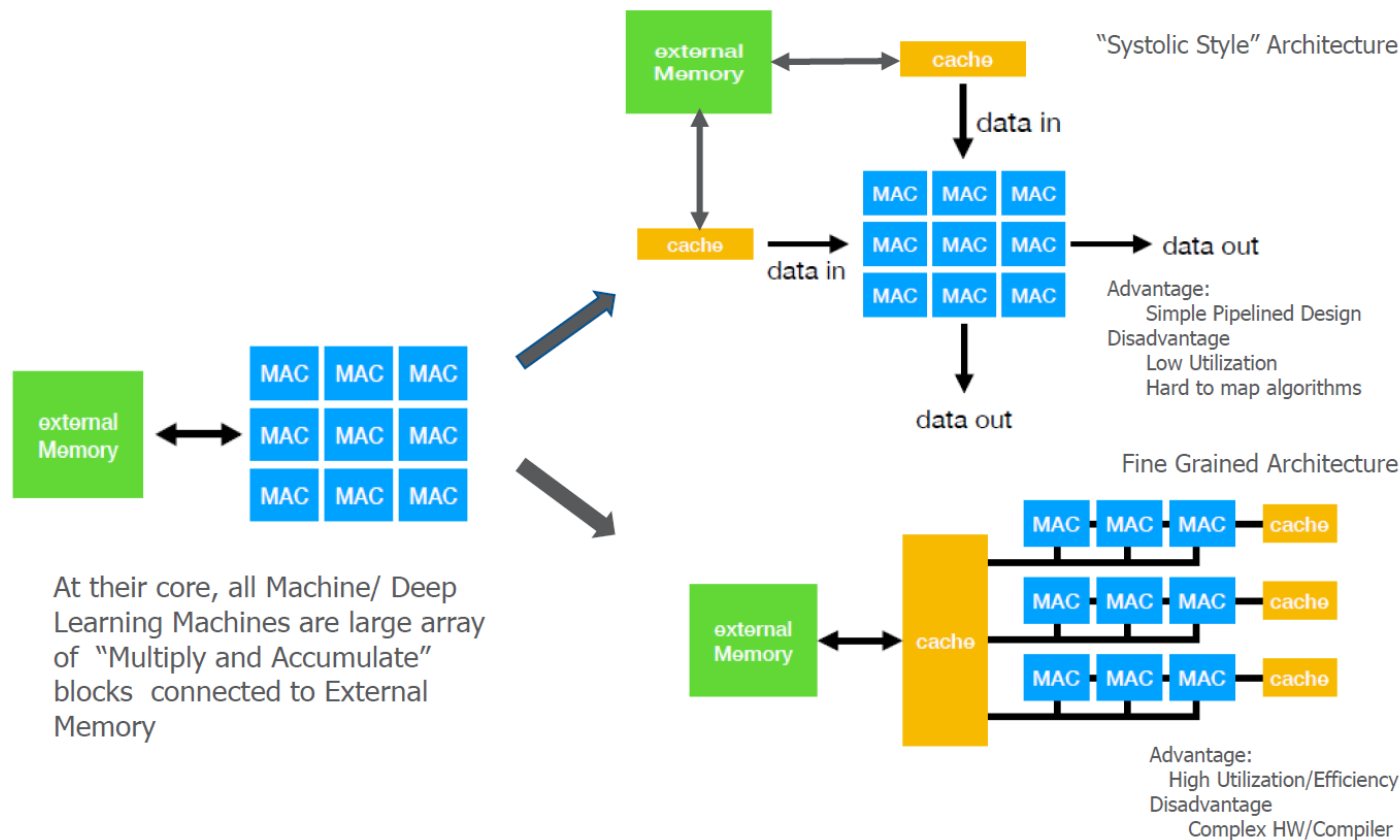 external
Memory
MAC MAC MAC
MAC MAC MAC
MAC MAC MAC
At their core, all Machine/ Deep
Learning Machines are large array
of “Multiply and Accumulate”
blocks connected to External
Memory
“Systolic Style” Architecture
external
Memory
cache
data in
cache
data in
MAC MAC MAC
MAC MAC MAC
MAC MAC MAC
data out
data out
Advantage:
Simple Pipelined Design
Disadvantage
Low Utilization
Hard to map algorithms
Fine Grained Architecture
external
Memory
cache
MAC MAC MAC cache
MAC MAC MAC cache
MAC MAC MAC cache
Advantage:
High Utilization/Efficiency
Disadvantage
Complex HW/Compiler